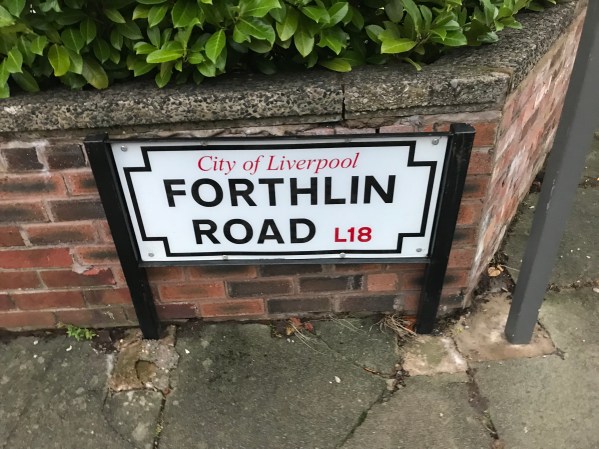 City of Liverpool
FORTHLIN
ROAD L18